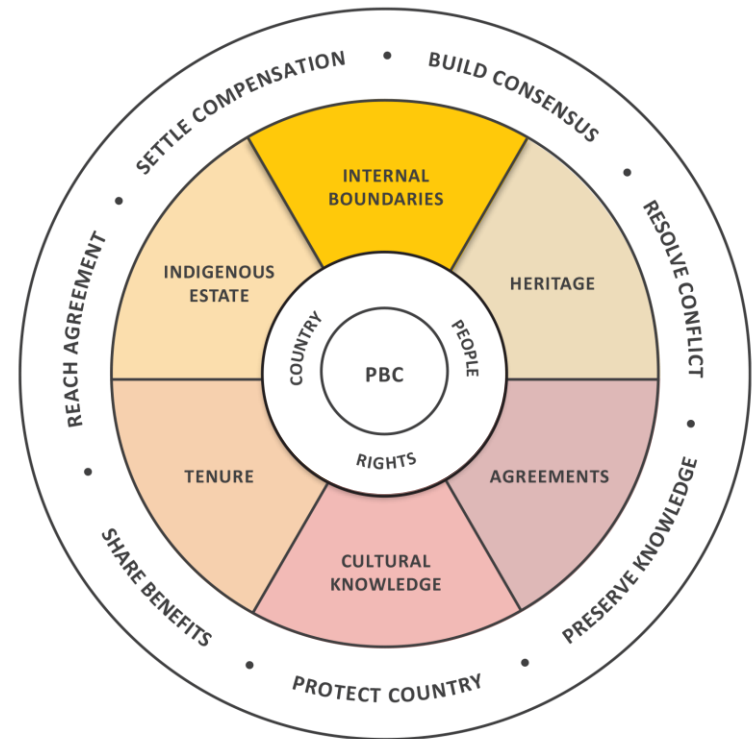 SETTLE COMPENSATION • BUILD CONSENSUS • RESOLVE CONFLICT • PRESERVE KNOWLEDGE • PROTECT COUNTRY • SHARE BENEFITS • REACH AGREEMENT •
INTERNAL
BOUNDARIES
HERITAGE
AGREEMENTS
CULTURAL
KNOWLEDGE
TENURE
INDIGENOUS
ESTATE
COUNTRY
PEOPLE
RIGHTS
PBC